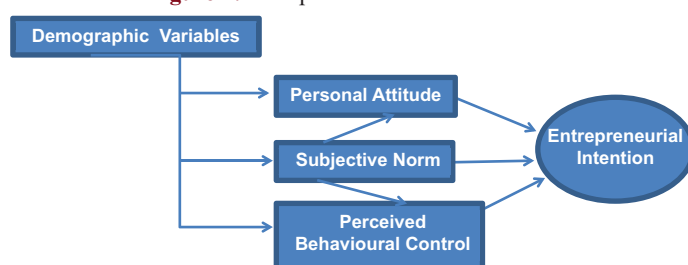 Demographic Variables
Personal Attitude
Subjective Norm
Entrepreneurial
Intention
Perceived
Behavioural Control